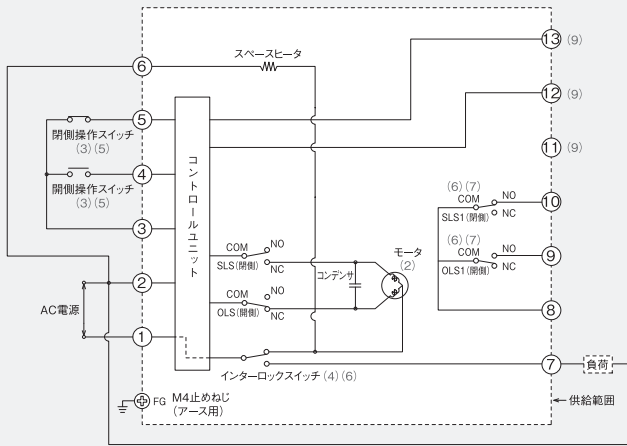 スペースヒータ
13 (9)
6
12 (9)
5
閉側操作スイッチ
(3)(5)
コントロールユニット
11 (9)
4
開側操作スイッチ
(3)(5)
(6)(7)
COM
NO
NC
SLS1(閉側)
10
3
COM
NO
NC
SLS(閉側)
コンデンサ
モータ
(2)
(6)(7)
COM
NO
NC
OLS1(開側)
9
2
COM
NO
NC
OLS(開側)
8
AC電源
1
インターロックスイッチ(4)(6)
7
負荷
FG M4止めねじ
(アース用)
供給範囲